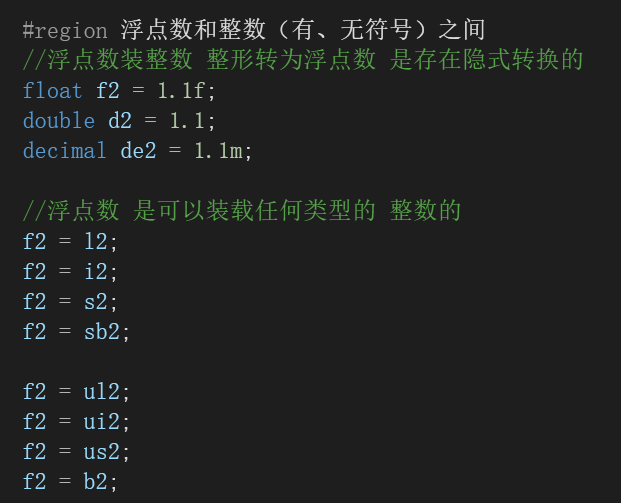 #region 浮点数和整数（有、无符号）之间
//浮点数装整数 整形转为浮点数 是存在隐式转换的
float f2 = 1.1f;
double d2 = 1.1;
decimal de2 = 1.1m;
//浮点数 是可以装载任何类型的 整数的
f2 = l2;
f2 = i2;
f2 = s2;
f2 = sb2;
f2 = ul2;
f2 = ui2;
f2 = us2;
f2 = b2;